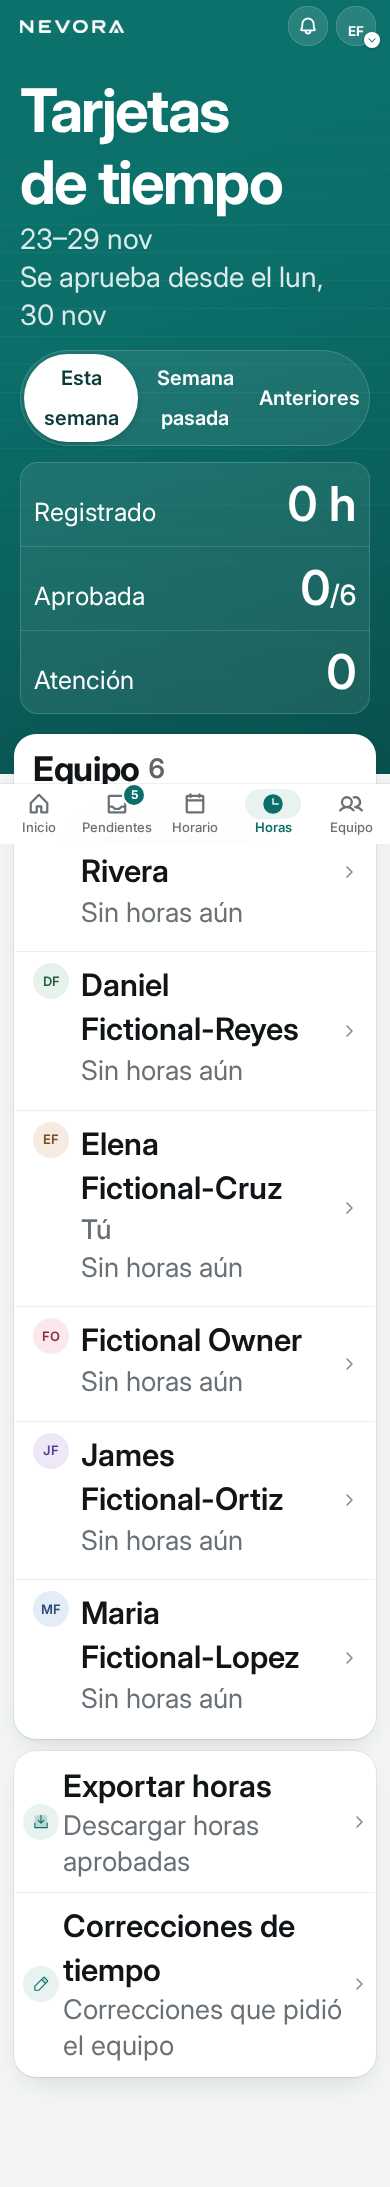 NEVORA
EF
Tarjetas
de tiempo
23–29 nov
Se aprueba desde el lun,
30 nov
Esta
semana
Semana
pasada
Anteriores
Registrado
0 h
Aprobada
0/6
Atención
0
Equipo 6
5
Inicio
Pendientes
Horario
Horas
Equipo
Rivera
Sin horas aún
DF
Daniel
Fictional-Reyes
Sin horas aún
EF
Elena
Fictional-Cruz
Tú
Sin horas aún
FO
Fictional Owner
Sin horas aún
JF
James
Fictional-Ortiz
Sin horas aún
MF
Maria
Fictional-Lopez
Sin horas aún
Exportar horas
Descargar horas
aprobadas
Correcciones de
tiempo
Correcciones que pidió
el equipo